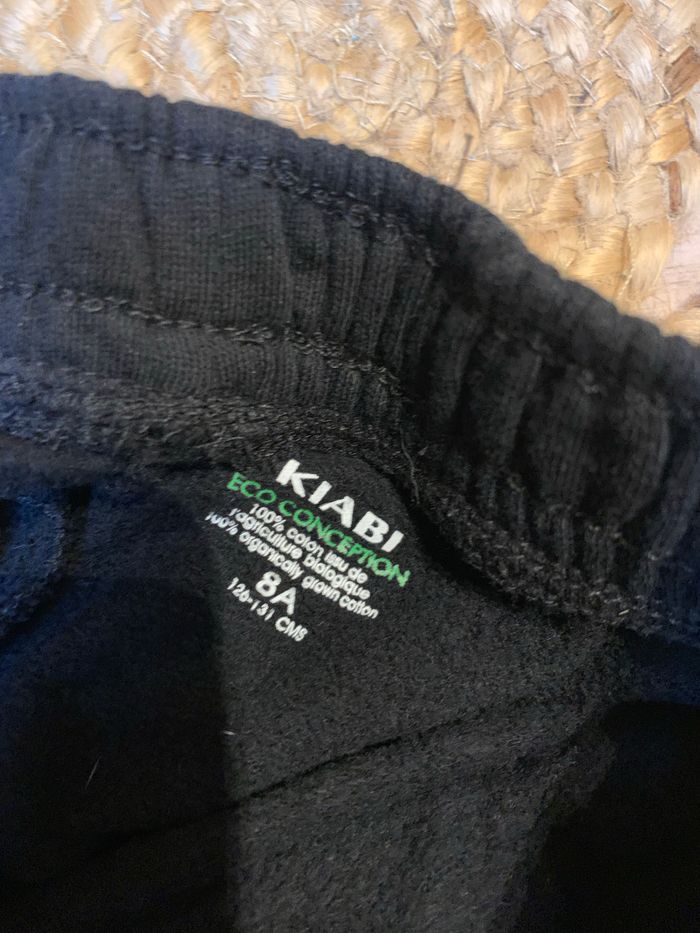 KIABI
ECO CONCEPTION
100% coton issu de
l'agriculture biologique
100% organically grown cotton
8A
126-131 CMS